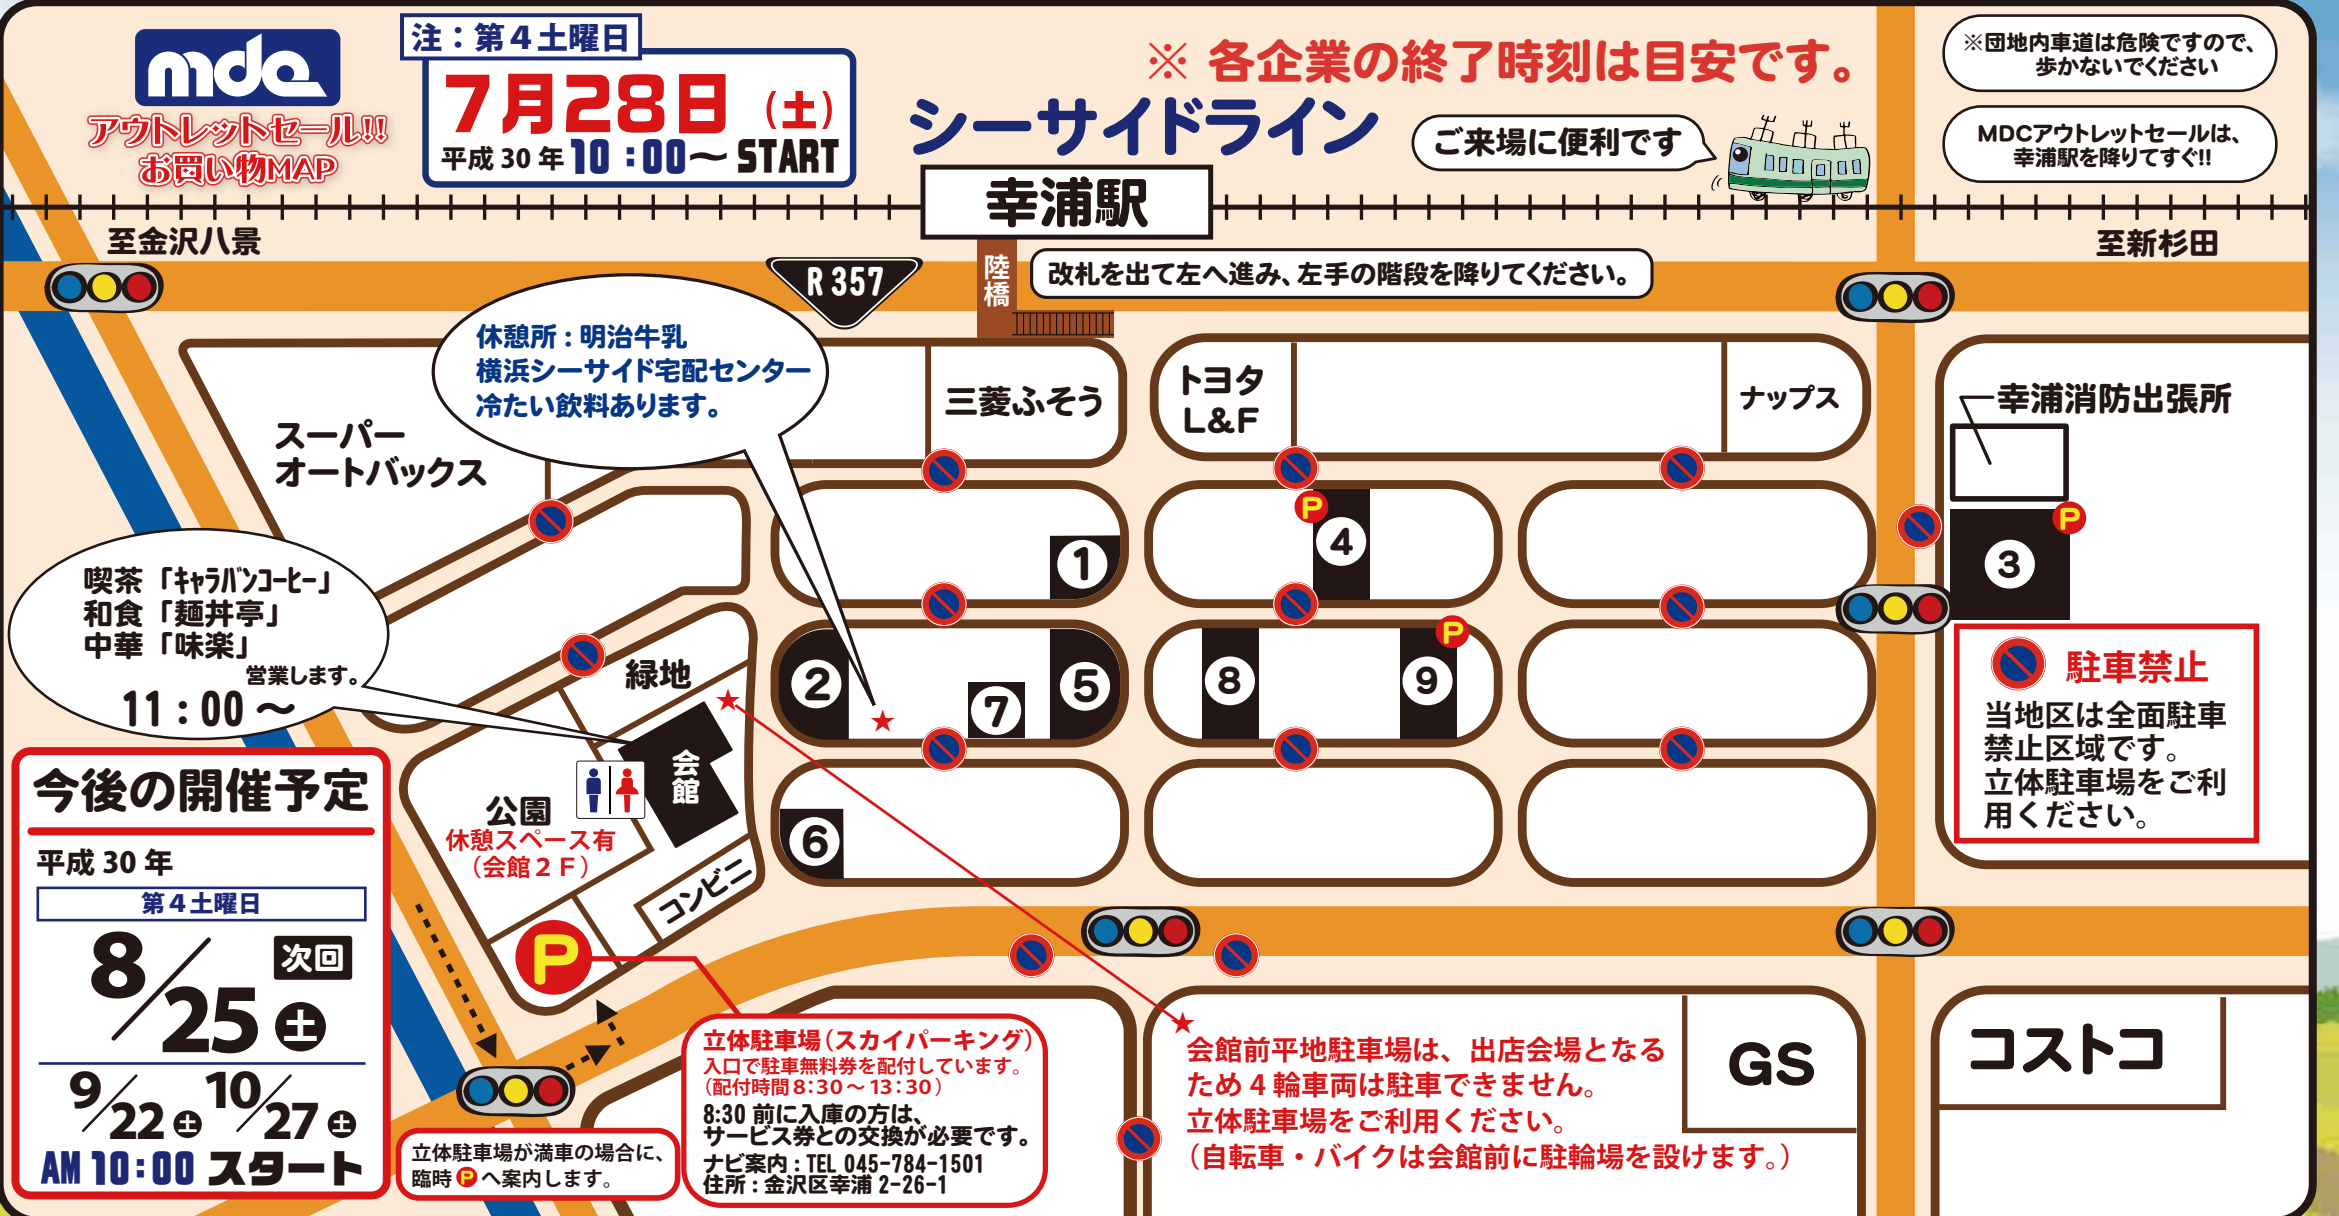 mdc
アウトレットセール!!
お買い物MAP
注：第４土曜日
7月28日（土）
平成 30 年 10：00〜 START
※ 各企業の終了時刻は目安です。
シーサイドライン
ご来場に便利です
※団地内車道は危険ですので、
歩かないでください
MDCアウトレットセールは、
幸浦駅を降りてすぐ!!
幸浦駅
至金沢八景
至新杉田
R 357
陸橋
改札を出て左へ進み、左手の階段を降りてください。
休憩所：明治牛乳
横浜シーサイド宅配センター
冷たい飲料あります。
スーパー
オートバックス
三菱ふそう
トヨタ
L&F
ナップス
幸浦消防出張所
P
4
1
P
3
喫茶「ｷｬﾗﾊﾞﾝｺｰﾋｰ」
和食「麺丼亭」
中華「味楽」
営業します。
11：00 〜
緑地
会館
2
7
5
8
9
P
6
公園
休憩スペース有
（会館２Ｆ）
コンビニ
P
駐車禁止
当地区は全面駐車
禁止区域です。
立体駐車場をご利
用ください。
今後の開催予定
平成 30 年
第４土曜日
8/25 土
次回
9/22 土 10/27 土
AM 10：00 スタート
立体駐車場が満車の場合に、
臨時 P へ案内します。
立体駐車場（スカイパーキング）
入口で駐車無料券を配付しています。
（配付時間 8：30 〜 13：30 ）
8:30 前に入庫の方は、
サービス券との交換が必要です。
ナビ案内：TEL 045-784-1501
住所：金沢区幸浦 2-26-1
会館前平地駐車場は、出店会場となる
ため 4 輪車両は駐車できません。
立体駐車場をご利用ください。
（自転車・バイクは会館前に駐輪場を設けます。）
GS
コストコ